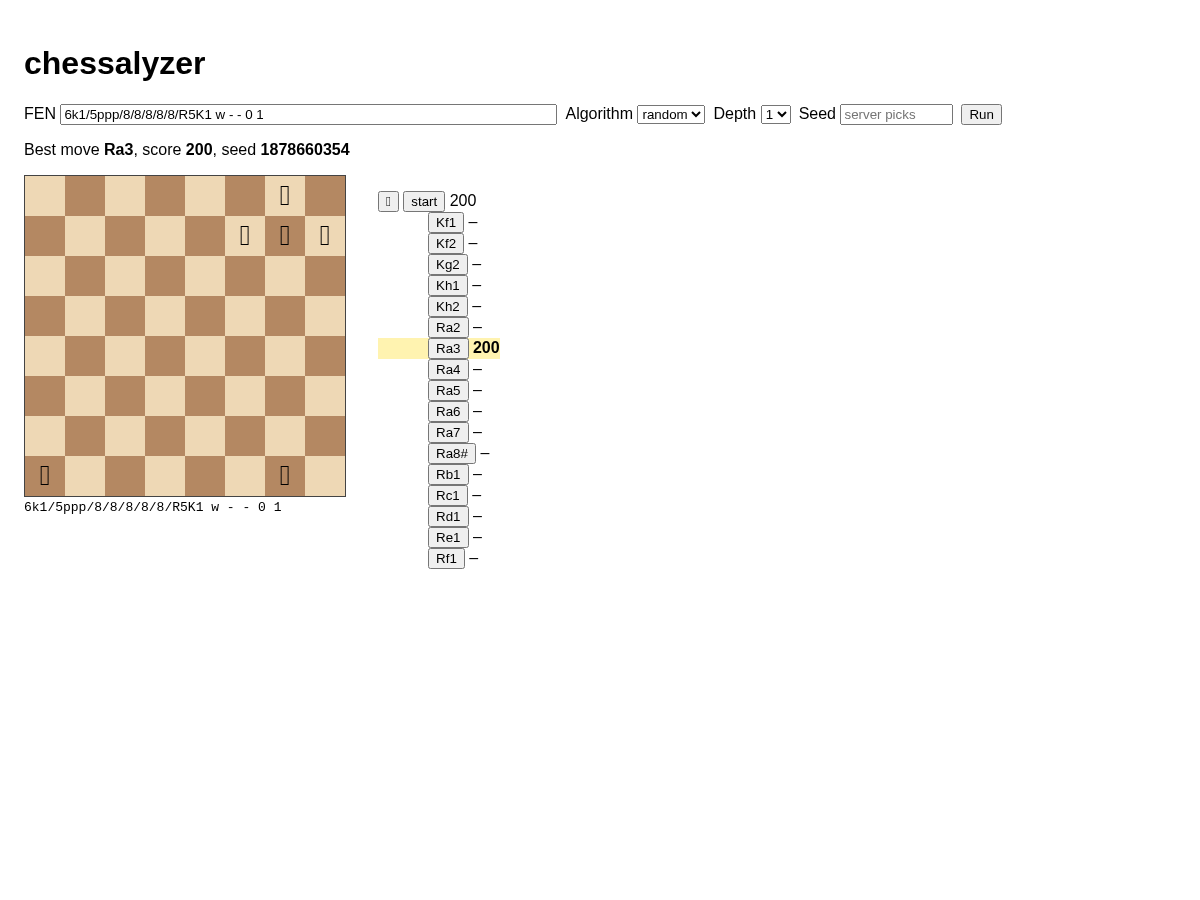 chessalyzer
FEN 6k1/5ppp/8/8/8/8/8/R5K1 w - - 0 1 Algorithm random Depth 1 Seed server picks Run
Best move Ra3, score 200, seed 1878660354
start 200
Kf1 –
Kf2 –
Kg2 –
Kh1 –
Kh2 –
Ra2 –
Ra3 200
Ra4 –
Ra5 –
Ra6 –
Ra7 –
Ra8# –
Rb1 –
Rc1 –
Rd1 –
Re1 –
Rf1 –
6k1/5ppp/8/8/8/8/8/R5K1 w - - 0 1